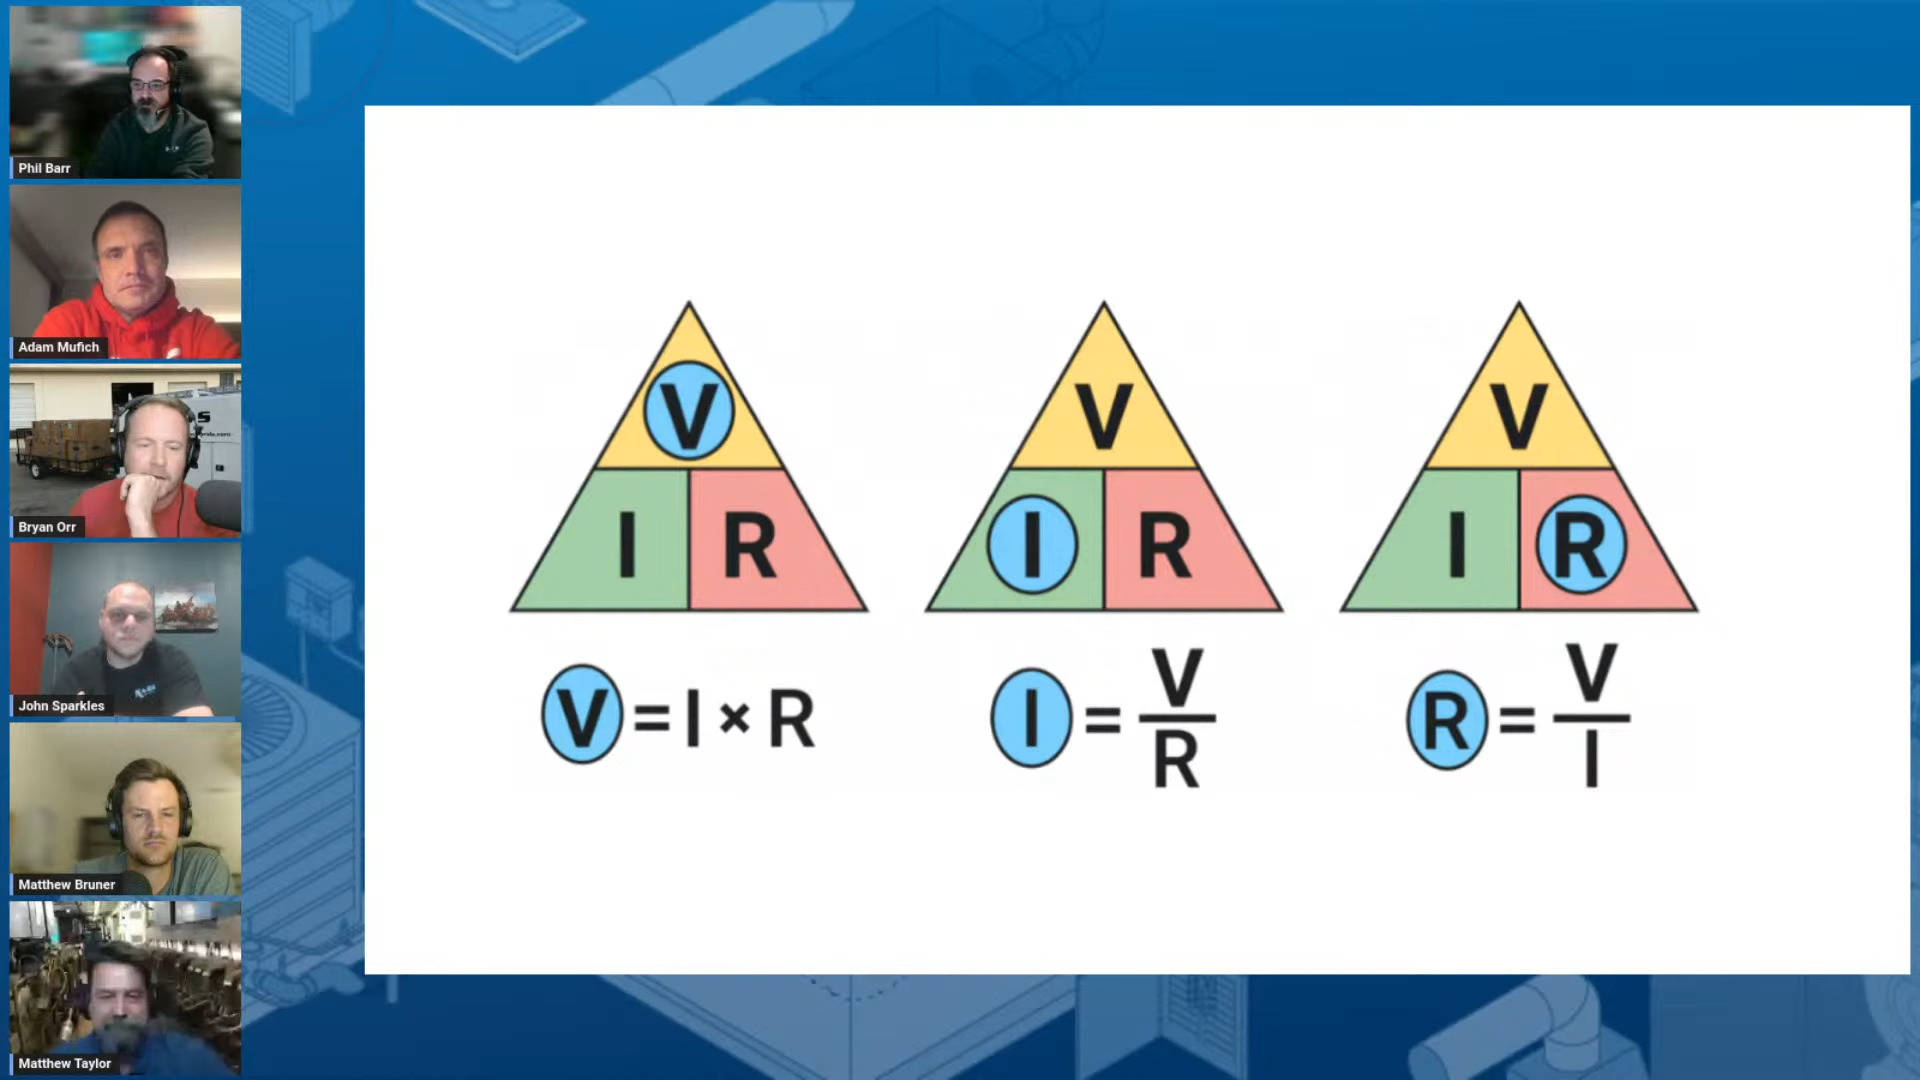 Phil Barr
Adam Mufich
Bryan Orr
John Sparkles
Matthew Bruner
Matthew Taylor
V
I R
V = I × R
V
I R
I = V
R
V
I R
R = V
I